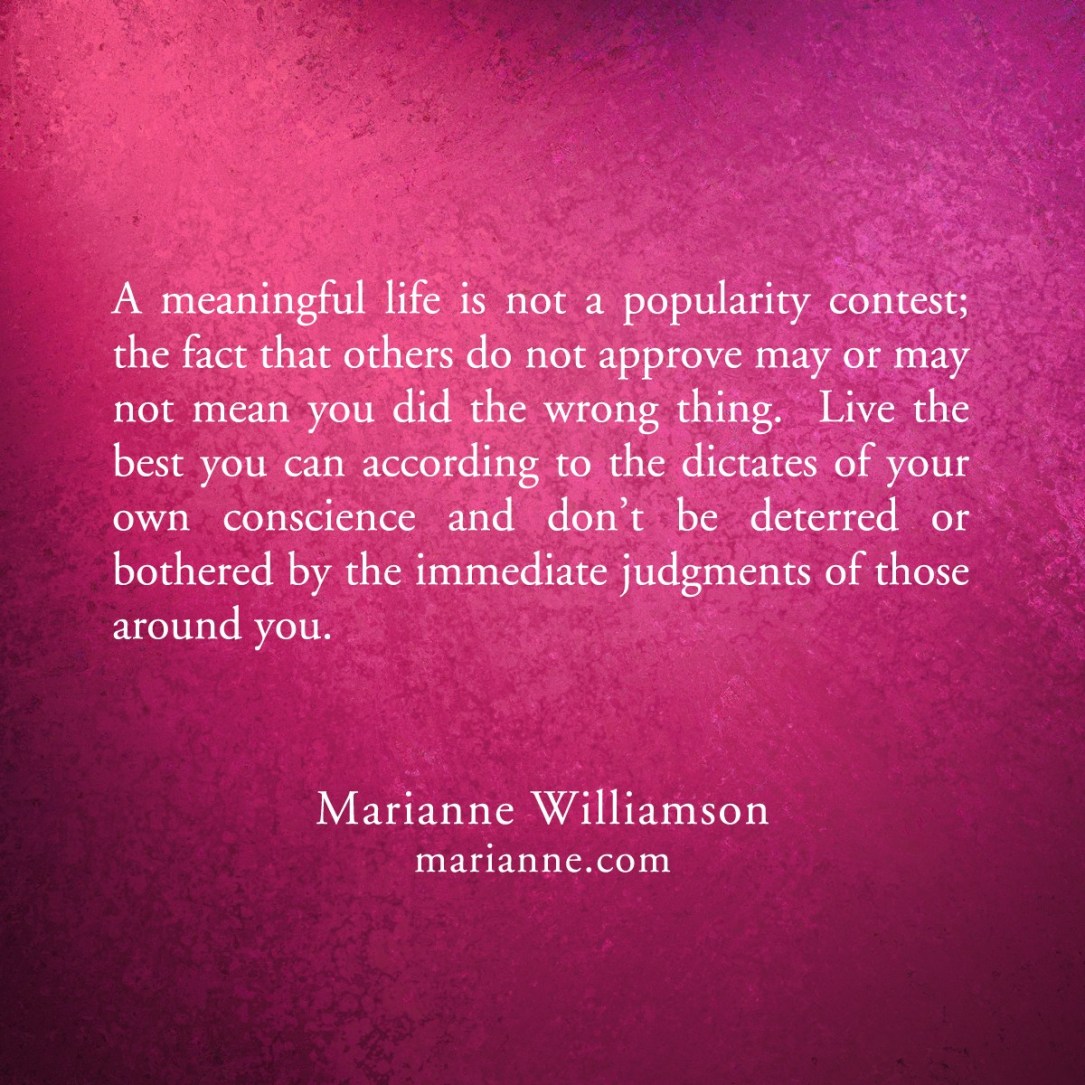 A meaningful life is not a popularity contest;
the fact that others do not approve may or may
not mean you did the wrong thing.  Live the
best you can according to the dictates of your
own conscience and don’t be deterred or
bothered by the immediate judgments of those
around you.
Marianne Williamson
marianne.com